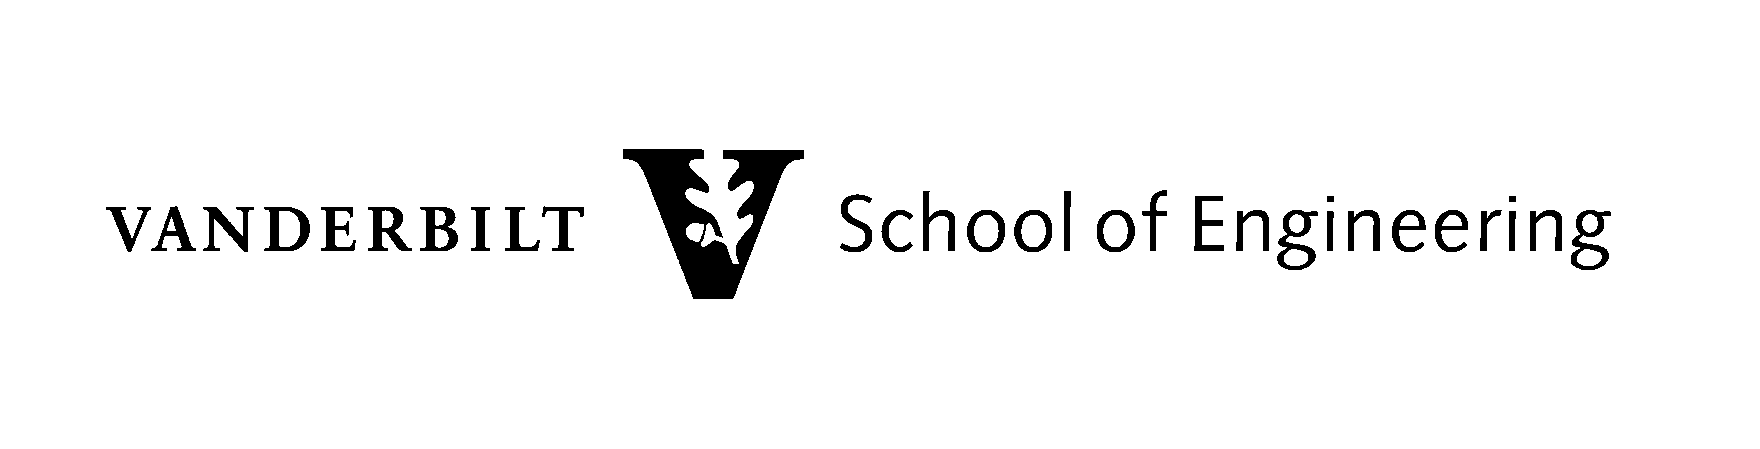 VANDERBILT V School of Engineering